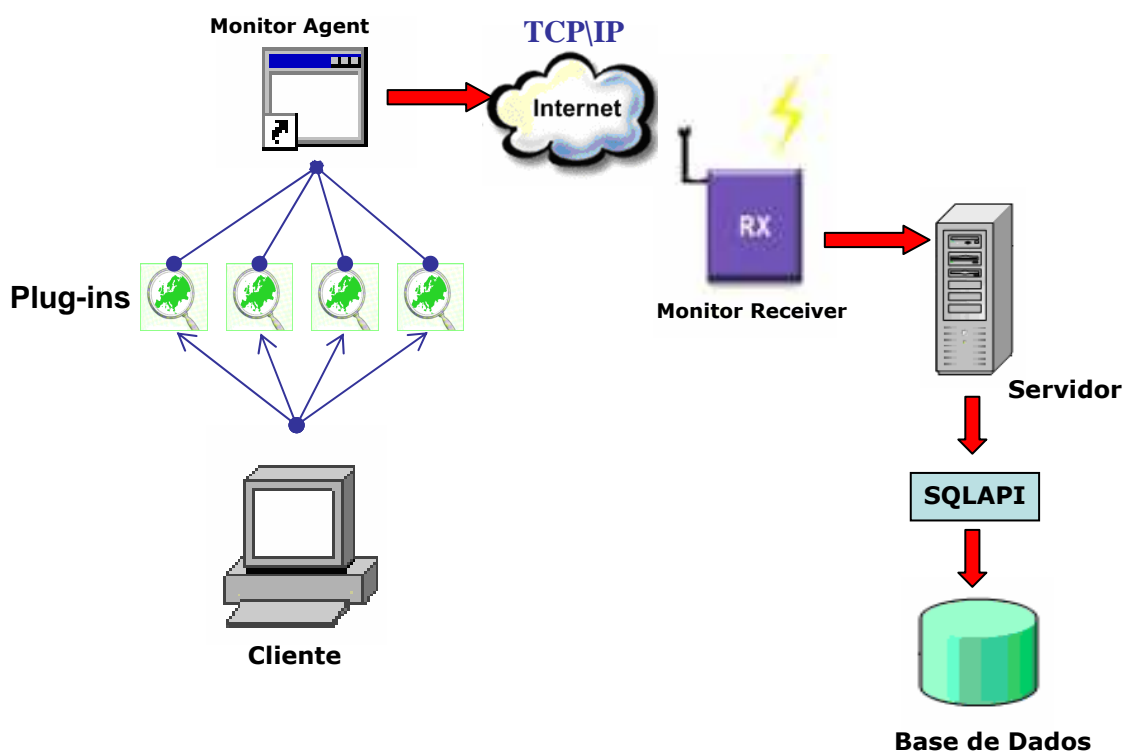 Monitor Agent
TCP\IP
Internet
RX
Monitor Receiver
Plug-ins
Servidor
SQLAPI
Cliente
Base de Dados